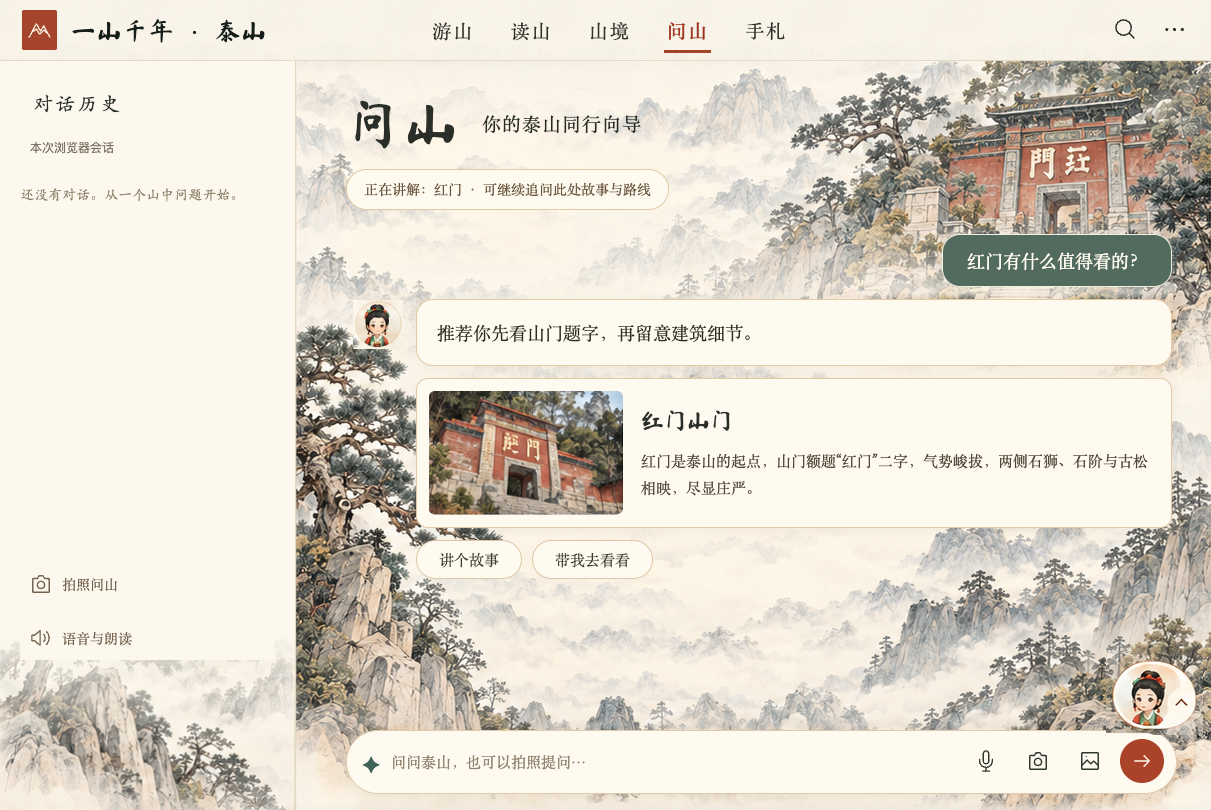 一山千年 · 泰山
游山 读山 山境 问山 手札
对话历史
本次浏览器会话
还没有对话。从一个山中问题开始。
拍照问山
语音与朗读
问山 你的泰山同行向导
正在讲解：红门 · 可继续追问此处故事与路线
红门有什么值得看的?
推荐你先看山门题字，再留意建筑细节。
红门山门
红门是泰山的起点，山门额题“红门”二字，气势峻拔，两侧石狮、石阶与古松
相映，尽显庄严。
讲个故事 带我去看看
问问泰山，也可以拍照提问…